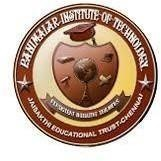 PANIMALAR INSTITUTE OF TECHNOLOGY
JAISAKTHI EDUCATIONAL TRUST-CHENNAI